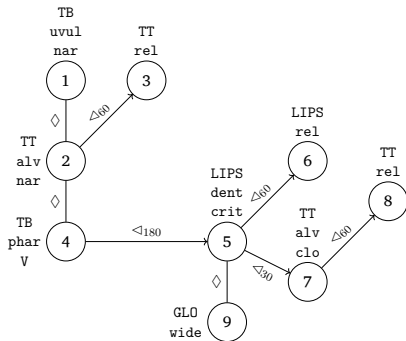 TB
uvul
nar
1
TT
rel
3
◇
◁60
TT
alv
nar
2
◇
TB
phar
V
4
◁180
LIPS
dent
crit
5
◁60
LIPS
rel
6
◁30
TT
alv
clo
7
◁60
TT
rel
8
◇
GLO
wide
9